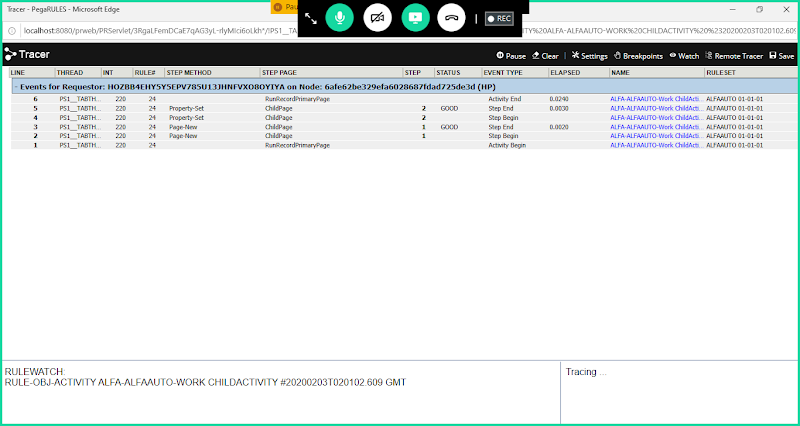 Tracer - PegaRULES - Microsoft Edge
Pau
REC
localhost:8080/prweb/PRServlet/3RgaLFemDCaE7qAG3yL-rlyMIci6oLkh*/!PS1__TA
ITY%20ALFA-ALFAAUTO-WORK%20CHILDACTIVITY%20%2320200203T020102.609
Tracer
Pause Clear | Settings Breakpoints Watch Remote Tracer Save
LINE THREAD INT RULE# STEP METHOD STEP PAGE STEP STATUS EVENT TYPE ELAPSED NAME RULESET
- Events for Requestor: HOZBB4EHY5Y5EPV785U13JHNFVXO8OYIYA on Node: 6afe62be329efa6028687fdad725de3d (HP)
6 PS1__TABTH... 220 24 RunRecordPrimaryPage Activity End 0.0240 ALFA-ALFAAUTO-Work ChildActi... ALFAAUTO 01-01-01
5 PS1__TABTH... 220 24 Property-Set ChildPage 2 GOOD Step End 0.0030 ALFA-ALFAAUTO-Work ChildActi... ALFAAUTO 01-01-01
4 PS1__TABTH... 220 24 Property-Set ChildPage 2 Step Begin ALFA-ALFAAUTO-Work ChildActi... ALFAAUTO 01-01-01
3 PS1__TABTH... 220 24 Page-New ChildPage 1 GOOD Step End 0.0020 ALFA-ALFAAUTO-Work ChildActi... ALFAAUTO 01-01-01
2 PS1__TABTH... 220 24 Page-New ChildPage 1 Step Begin ALFA-ALFAAUTO-Work ChildActi... ALFAAUTO 01-01-01
1 PS1__TABTH... 220 24 RunRecordPrimaryPage Activity Begin ALFA-ALFAAUTO-Work ChildActi... ALFAAUTO 01-01-01
RULEWATCH:
RULE-OBJ-ACTIVITY ALFA-ALFAAUTO-WORK CHILDACTIVITY #20200203T020102.609 GMT
Tracing ...